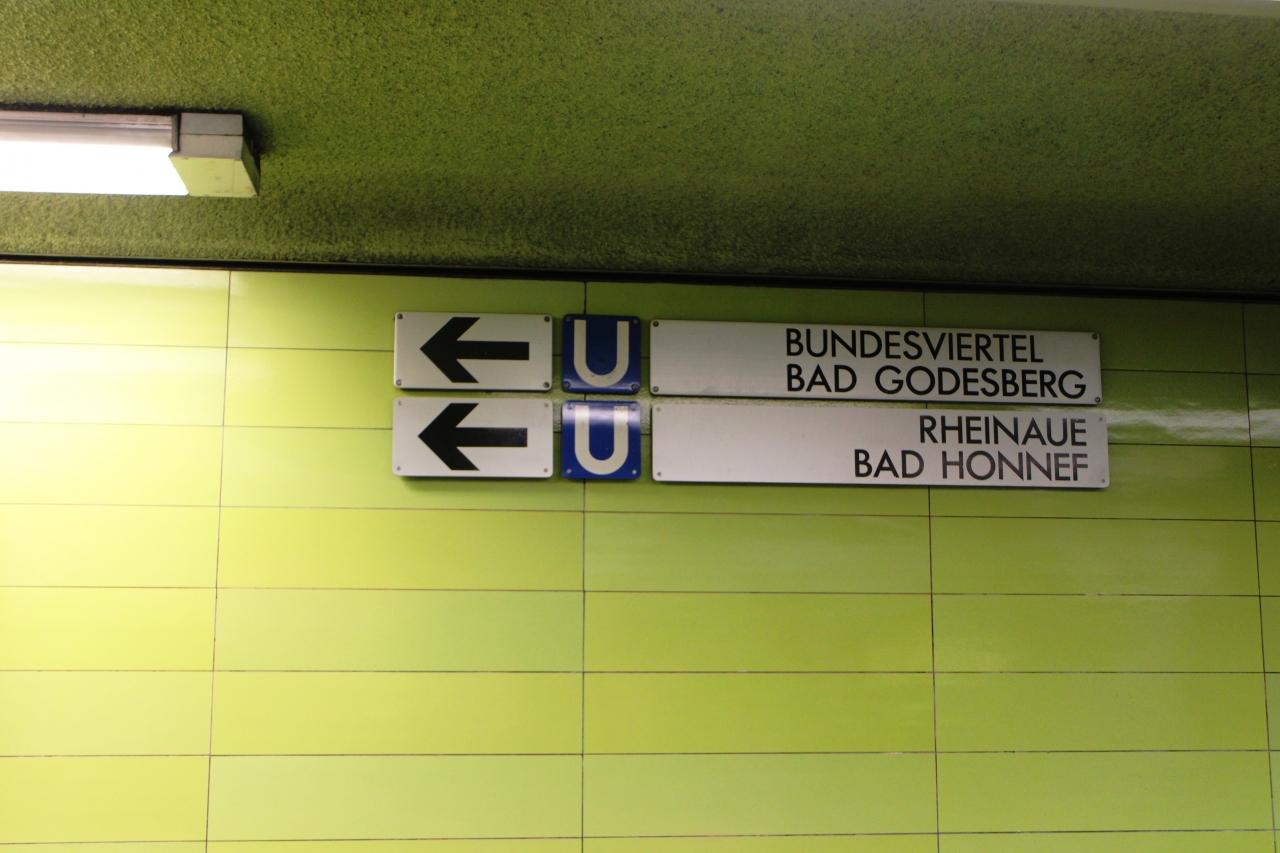 U BUNDESVIERTEL
BAD GODESBERG
U RHEINAUE
BAD HONNEF